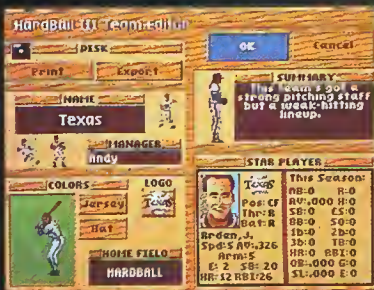 HardBall III Team Editor
DISK
Print
Export
OK
Cancel
NAME
Texas
MANAGER
Andy
SUMMARY
This team's got a
strong pitching staff
but a weak-hitting
lineup.
COLORS
Jersey
Hat
LOGO
Texas
HOME FIELD
HARDBALL
STAR PLAYER
Texas
Pos:CF
Thr:R
Bat:R
Arden, J.
Spd:5 AV:.326
Arm:5
E: 2 SB: 20
HR:12 RBI:26
This Season:
AB:0 R:0
AV:.000 H:0
SB:0 CS:0
BB:0 SO:0
1b:0 2b:0
3b:0 TB:0
HR:0 RBI:0
OB:.000 G:0
SL:.000 E:0